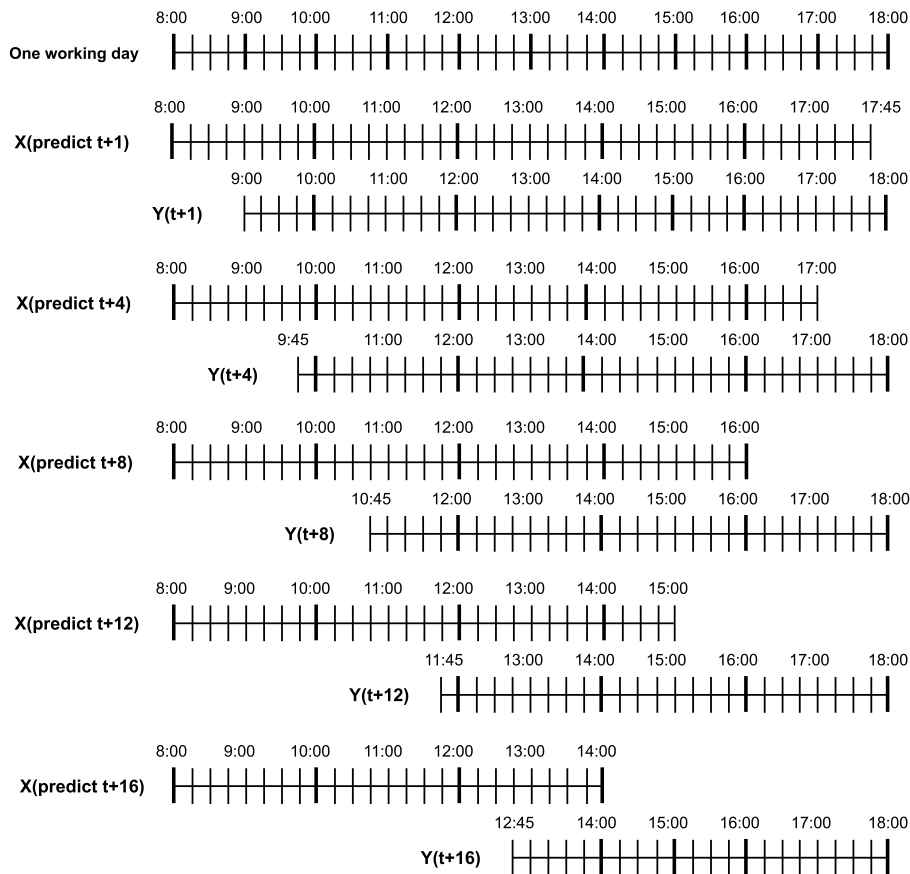 8:00 9:00 10:00 11:00 12:00 13:00 14:00 15:00 16:00 17:00 18:00
One working day
8:00 9:00 10:00 11:00 12:00 13:00 14:00 15:00 16:00 17:00 17:45
X(predict t+1)
9:00 10:00 11:00 12:00 13:00 14:00 15:00 16:00 17:00 18:00
Y(t+1)
8:00 9:00 10:00 11:00 12:00 13:00 14:00 15:00 16:00 17:00
X(predict t+4)
9:45 11:00 12:00 13:00 14:00 15:00 16:00 17:00 18:00
Y(t+4)
8:00 9:00 10:00 11:00 12:00 13:00 14:00 15:00 16:00
X(predict t+8)
10:45 12:00 13:00 14:00 15:00 16:00 17:00 18:00
Y(t+8)
8:00 9:00 10:00 11:00 12:00 13:00 14:00 15:00
X(predict t+12)
11:45 13:00 14:00 15:00 16:00 17:00 18:00
Y(t+12)
8:00 9:00 10:00 11:00 12:00 13:00 14:00
X(predict t+16)
12:45 14:00 15:00 16:00 17:00 18:00
Y(t+16)